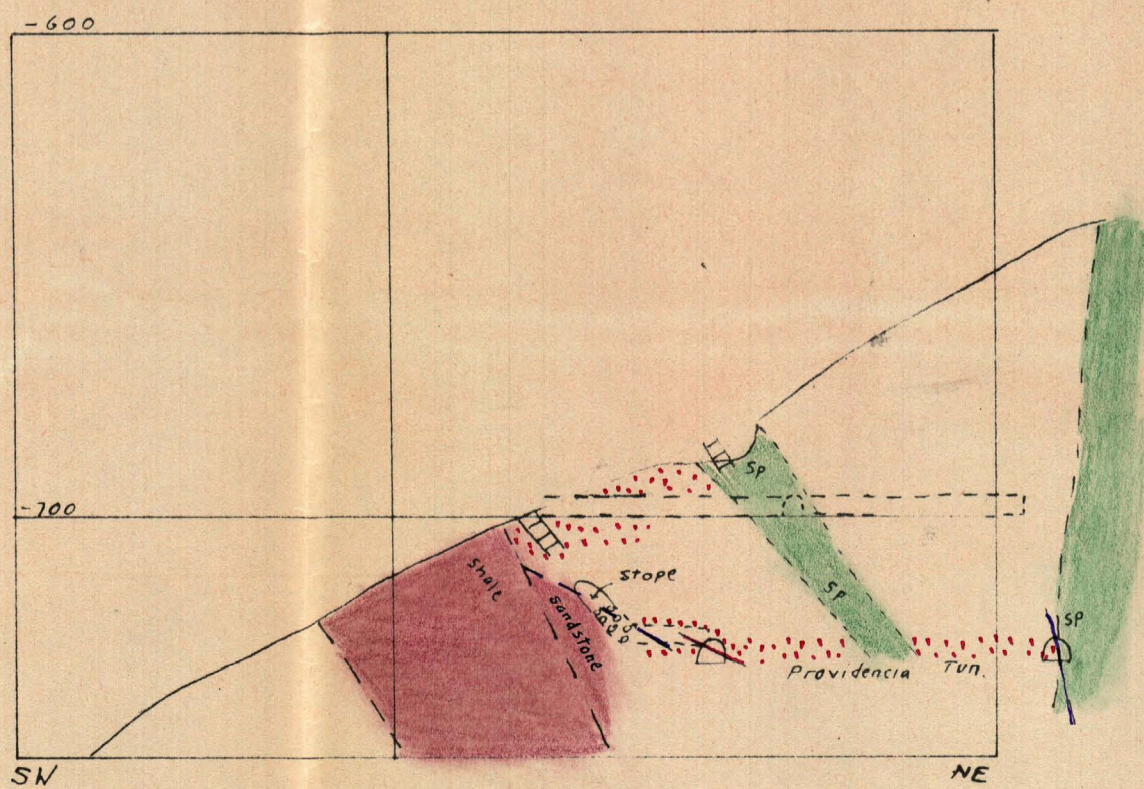 -600
Sp
-700
shale
stope
sandstone
Sp
SP
Providencia Tun.
SW
NE